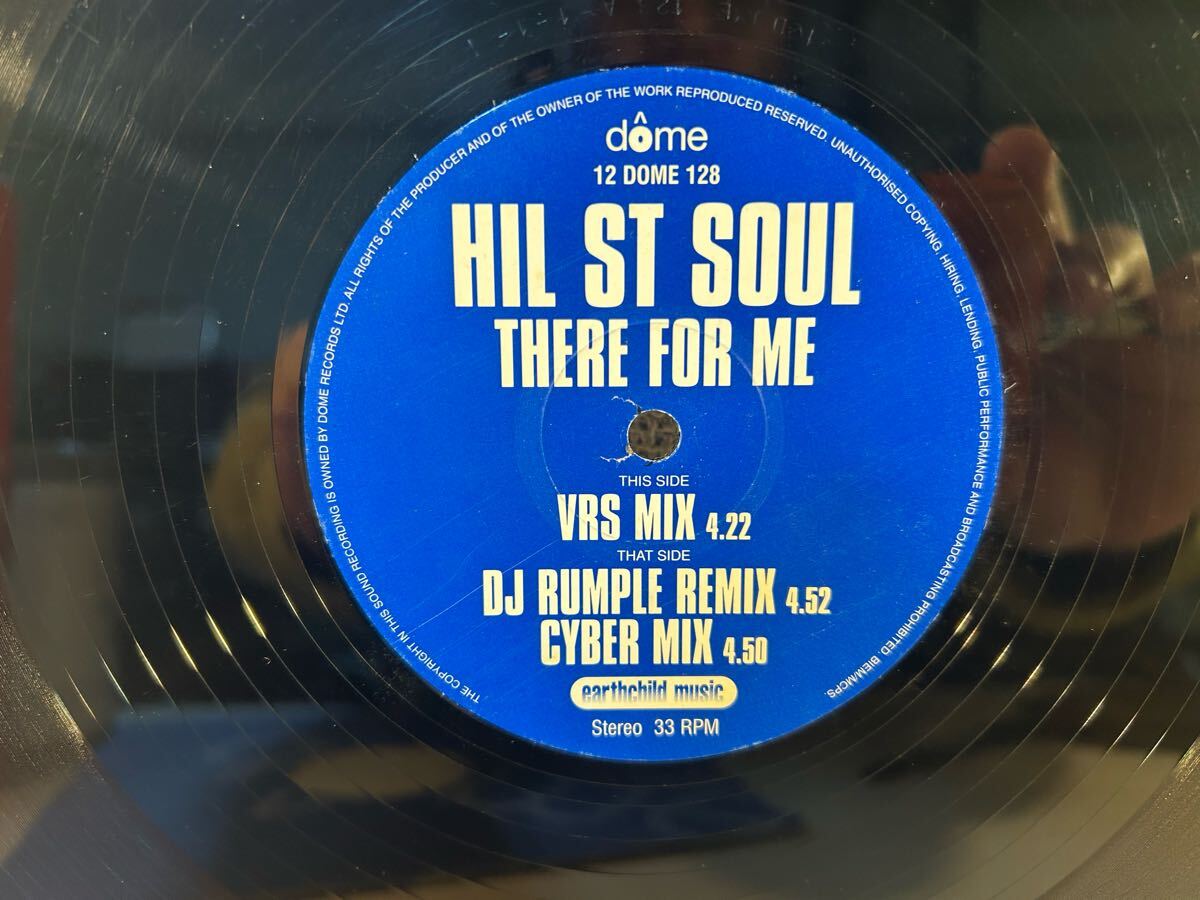 THE COPYRIGHT IN THIS SOUND RECORDING IS OWNED BY DOME RECORDS LTD. ALL RIGHTS OF THE PRODUCER AND OF THE OWNER OF THE WORK REPRODUCED RESERVED. UNAUTHORISED COPYING, HIRING, LENDING, PUBLIC PERFORMANCE AND BROADCASTING PROHIBITED. BIEM/MCPS.
dôme
12 DOME 128
HIL ST SOUL
THERE FOR ME
THIS SIDE
VRS MIX 4.22
THAT SIDE
DJ RUMPLE REMIX 4.52
CYBER MIX 4.50
earthchild music
Stereo 33 RPM